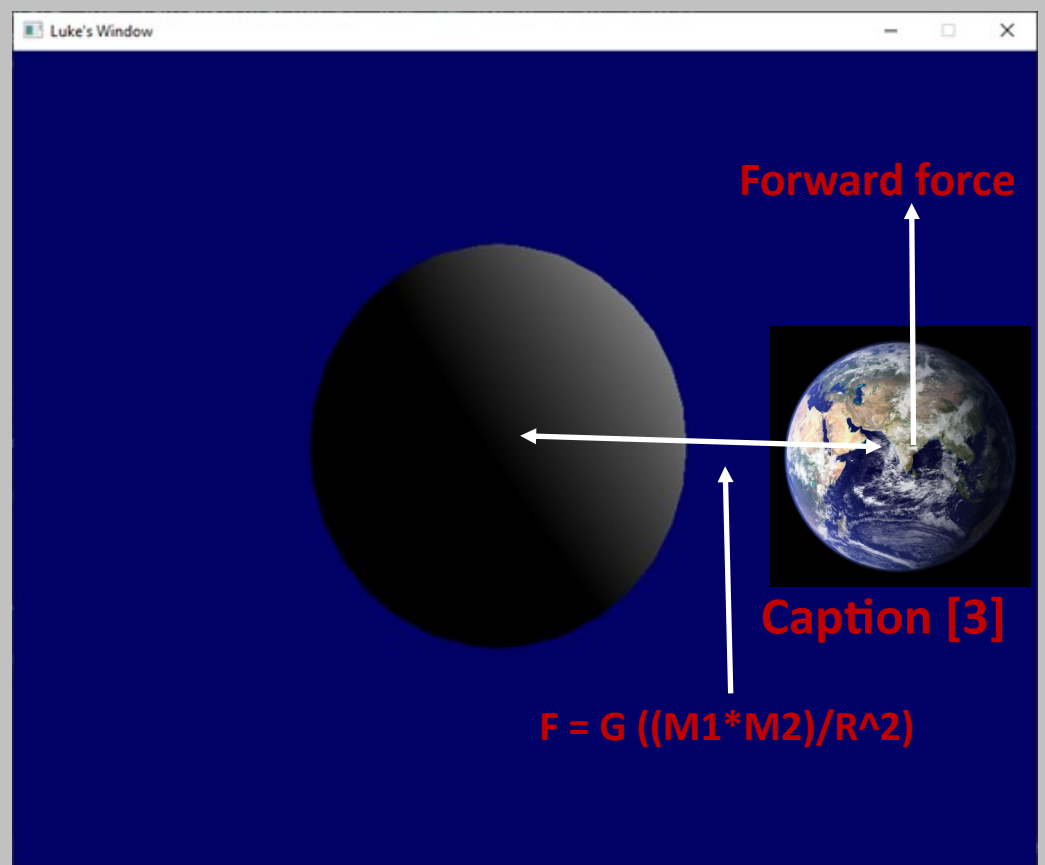 Luke's Window
Forward force
Caption [3]
F = G ((M1*M2)/R^2)